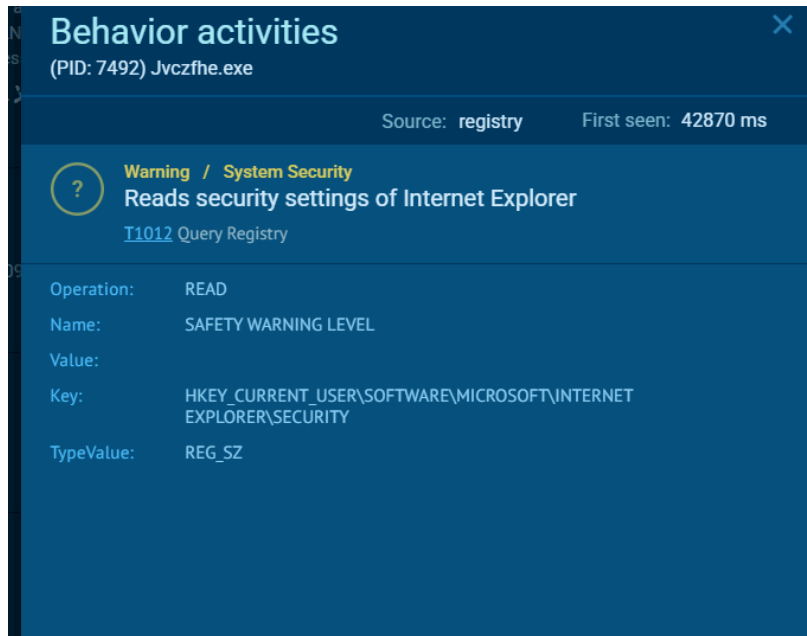 Behavior activities
(PID: 7492) Jvczfhe.exe
Source: registry First seen: 42870 ms
Warning / System Security
? Reads security settings of Internet Explorer
T1012 Query Registry
Operation: READ
Name: SAFETY WARNING LEVEL
Value:
Key: HKEY_CURRENT_USER\SOFTWARE\MICROSOFT\INTERNET
EXPLORER\SECURITY
TypeValue: REG_SZ